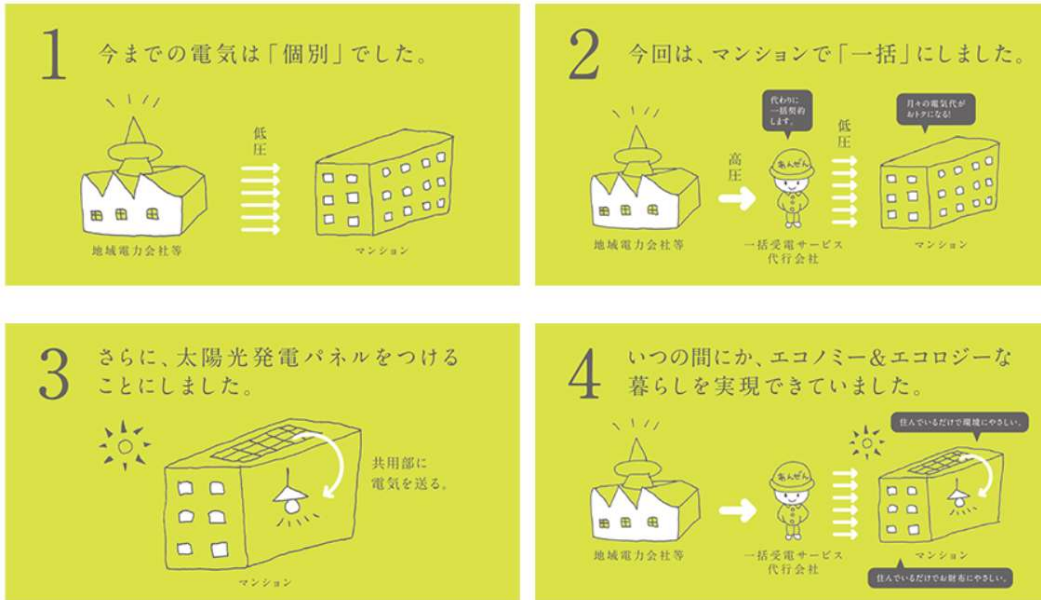 1
今までの電気は「個別」でした。
低圧
地域電力会社等
マンション
2
今回は、マンションで「一括」にしました。
代わりに
一括契約
します。
月々の電気代が
おトクになる!
高圧
低圧
あんぜん
地域電力会社等
一括受電サービス
代行会社
マンション
3
さらに、太陽光発電パネルをつける
ことにしました。
共用部に
電気を送る。
マンション
4
いつの間にか、エコノミー&エコロジーな
暮らしを実現できていました。
住んでいるだけで環境にやさしい。
あんぜん
地域電力会社等
一括受電サービス
代行会社
マンション
住んでいるだけでお財布にやさしい。